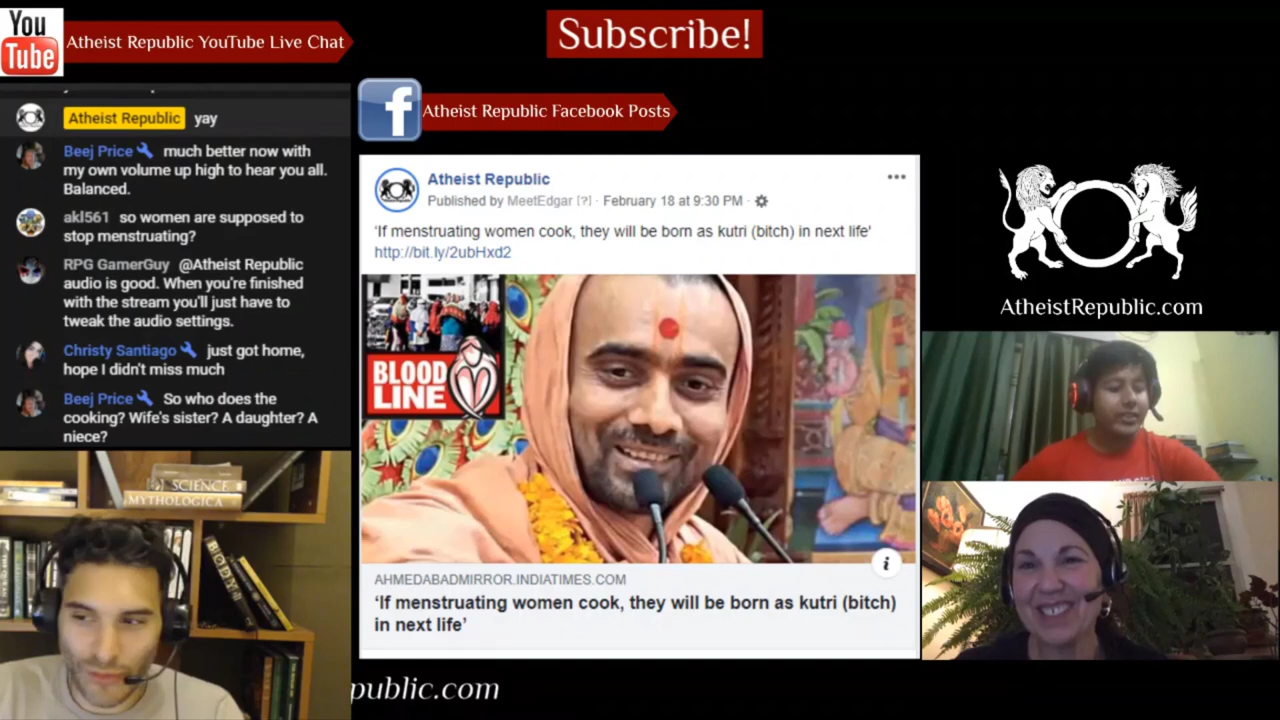 You
Tube
Atheist Republic YouTube Live Chat
Subscribe!
Atheist Republic yay
Beej Price much better now with
my own volume up high to hear you all.
Balanced.
akl561 so women are supposed to
stop menstruating?
RPG GamerGuy @Atheist Republic
audio is good. When you're finished
with the stream you'll just have to
tweak the audio settings.
Christy Santiago just got home,
hope I didn't miss much
Beej Price So who does the
cooking? Wife's sister? A daughter? A
niece?
f
Atheist Republic Facebook Posts
Atheist Republic
Published by MeetEdgar [?] · February 18 at 9:30 PM ·
'If menstruating women cook, they will be born as kutri (bitch) in next life'
http://bit.ly/2ubHxd2
BLOOD
LINE
i
AHMEDABADMIRROR.INDIATIMES.COM
'If menstruating women cook, they will be born as kutri (bitch)
in next life'
AtheistRepublic.com
SCIENCE
MYTHOLOGICA
BODY
public.com